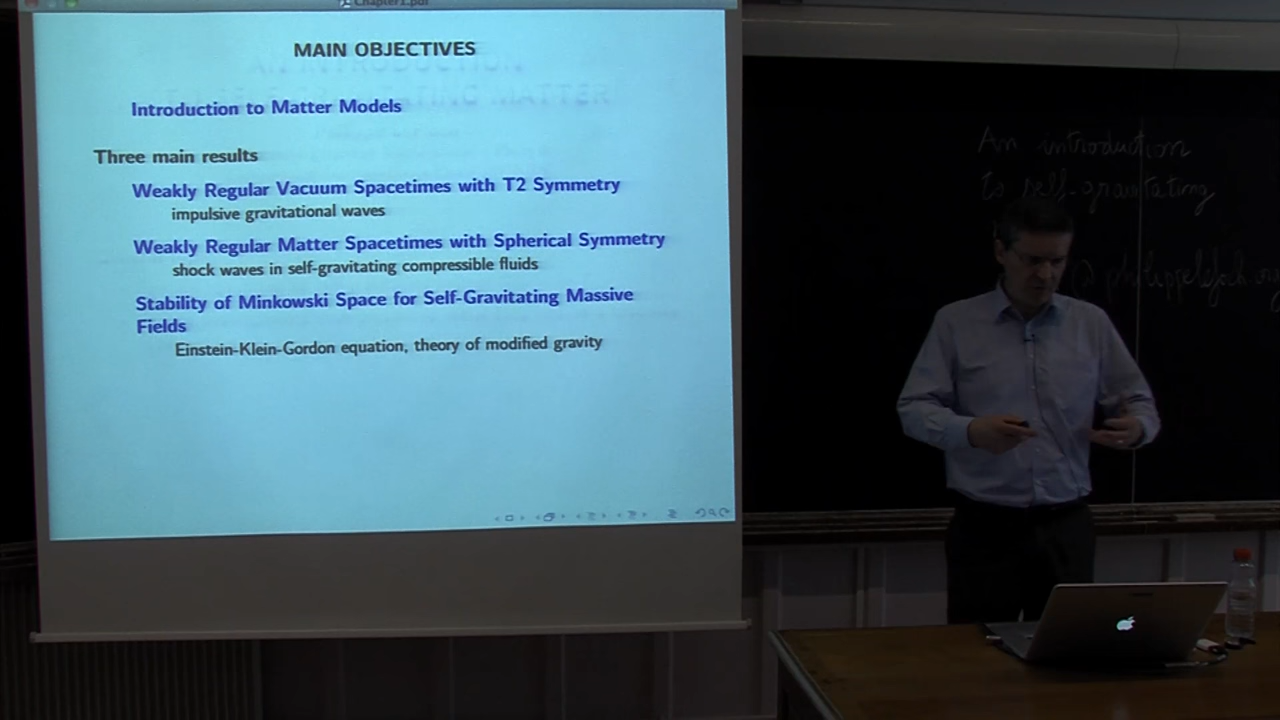 Chapter1.pdf
MAIN OBJECTIVES
Introduction to Matter Models
Three main results
Weakly Regular Vacuum Spacetimes with T2 Symmetry
impulsive gravitational waves
Weakly Regular Matter Spacetimes with Spherical Symmetry
shock waves in self-gravitating compressible fluids
Stability of Minkowski Space for Self-Gravitating Massive
Fields
Einstein-Klein-Gordon equation, theory of modified gravity
An introduction
to self-gravitating